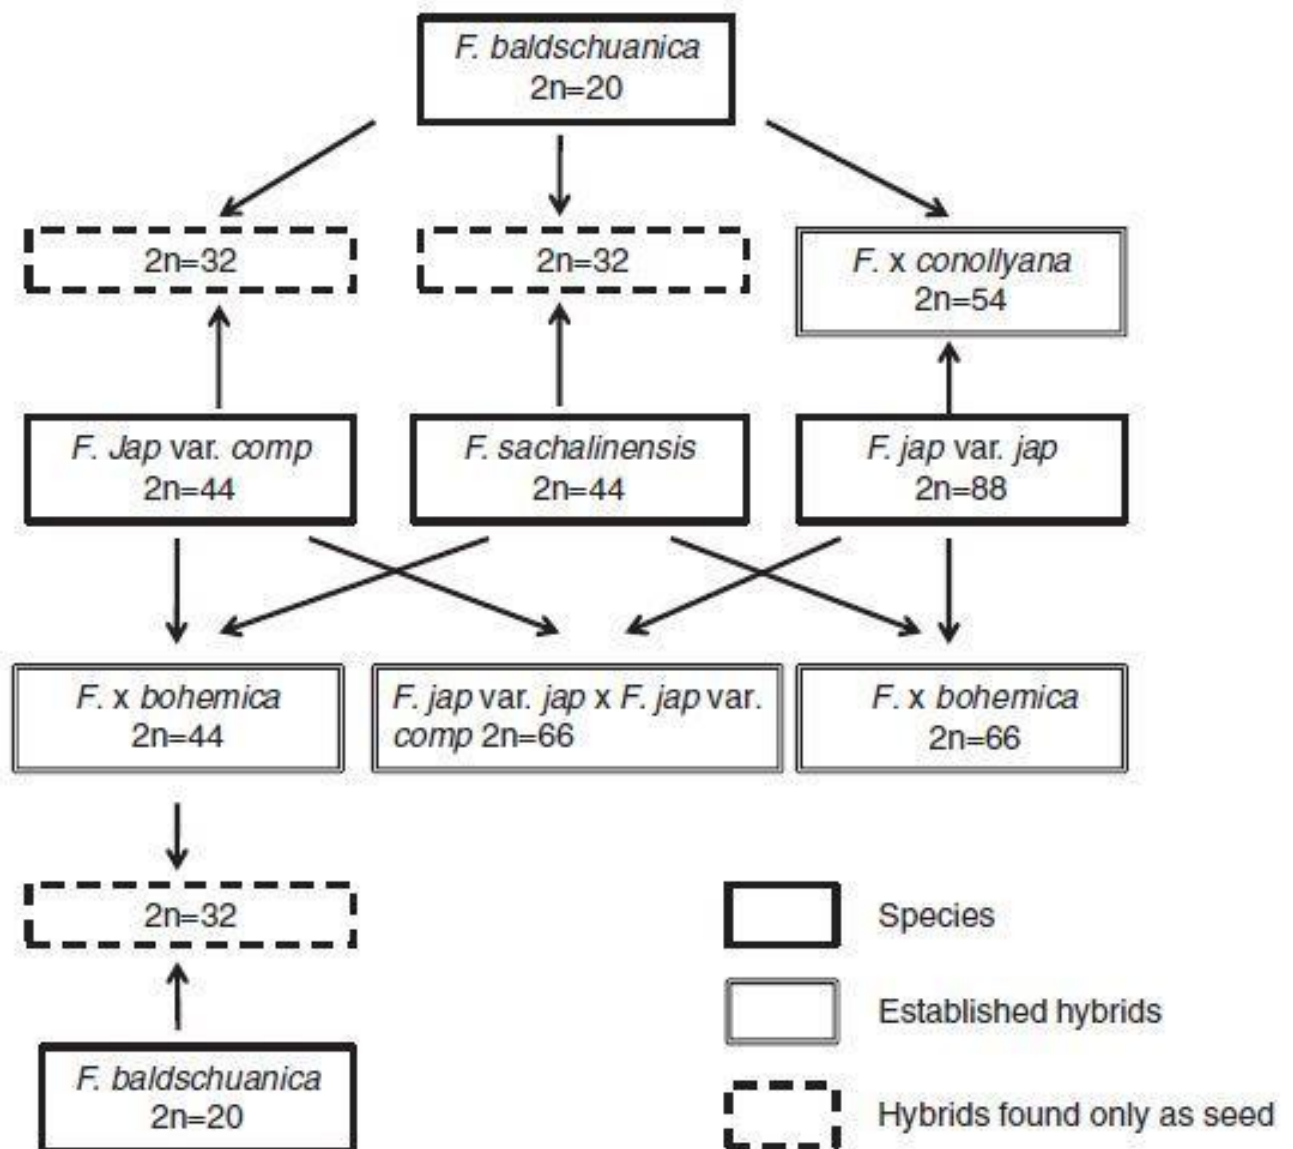 F. baldschuanica
2n=20
2n=32
2n=32
F. x conollyana
2n=54
F. Jap var. comp
2n=44
F. sachalinensis
2n=44
F. jap var. jap
2n=88
F. x bohemica
2n=44
F. jap var. jap x F. jap var.
comp 2n=66
F. x bohemica
2n=66
2n=32
F. baldschuanica
2n=20
Species
Established hybrids
Hybrids found only as seed